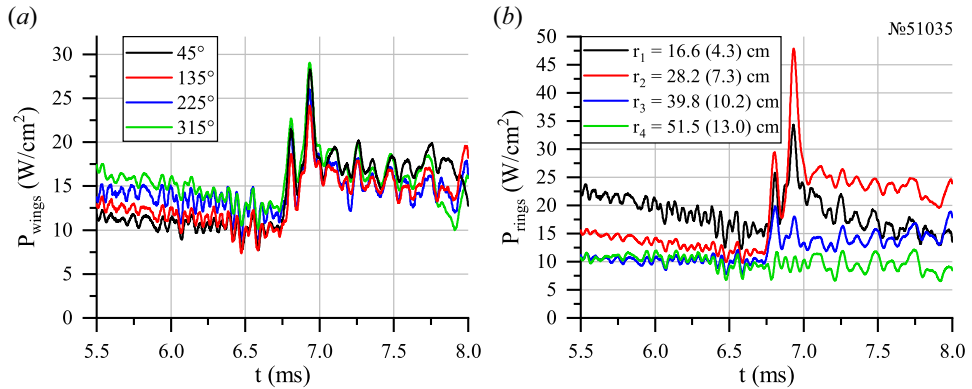 (a)
(b)
№51035
45°
135°
225°
315°
r1 = 16.6 (4.3) cm
r2 = 28.2 (7.3) cm
r3 = 39.8 (10.2) cm
r4 = 51.5 (13.0) cm
Pwings (W/cm²)
30
25
20
15
10
5
0
5.5 6.0 6.5 7.0 7.5 8.0
t (ms)
Prings (W/cm²)
50
45
40
35
30
25
20
15
10
5
0
5.5 6.0 6.5 7.0 7.5 8.0
t (ms)